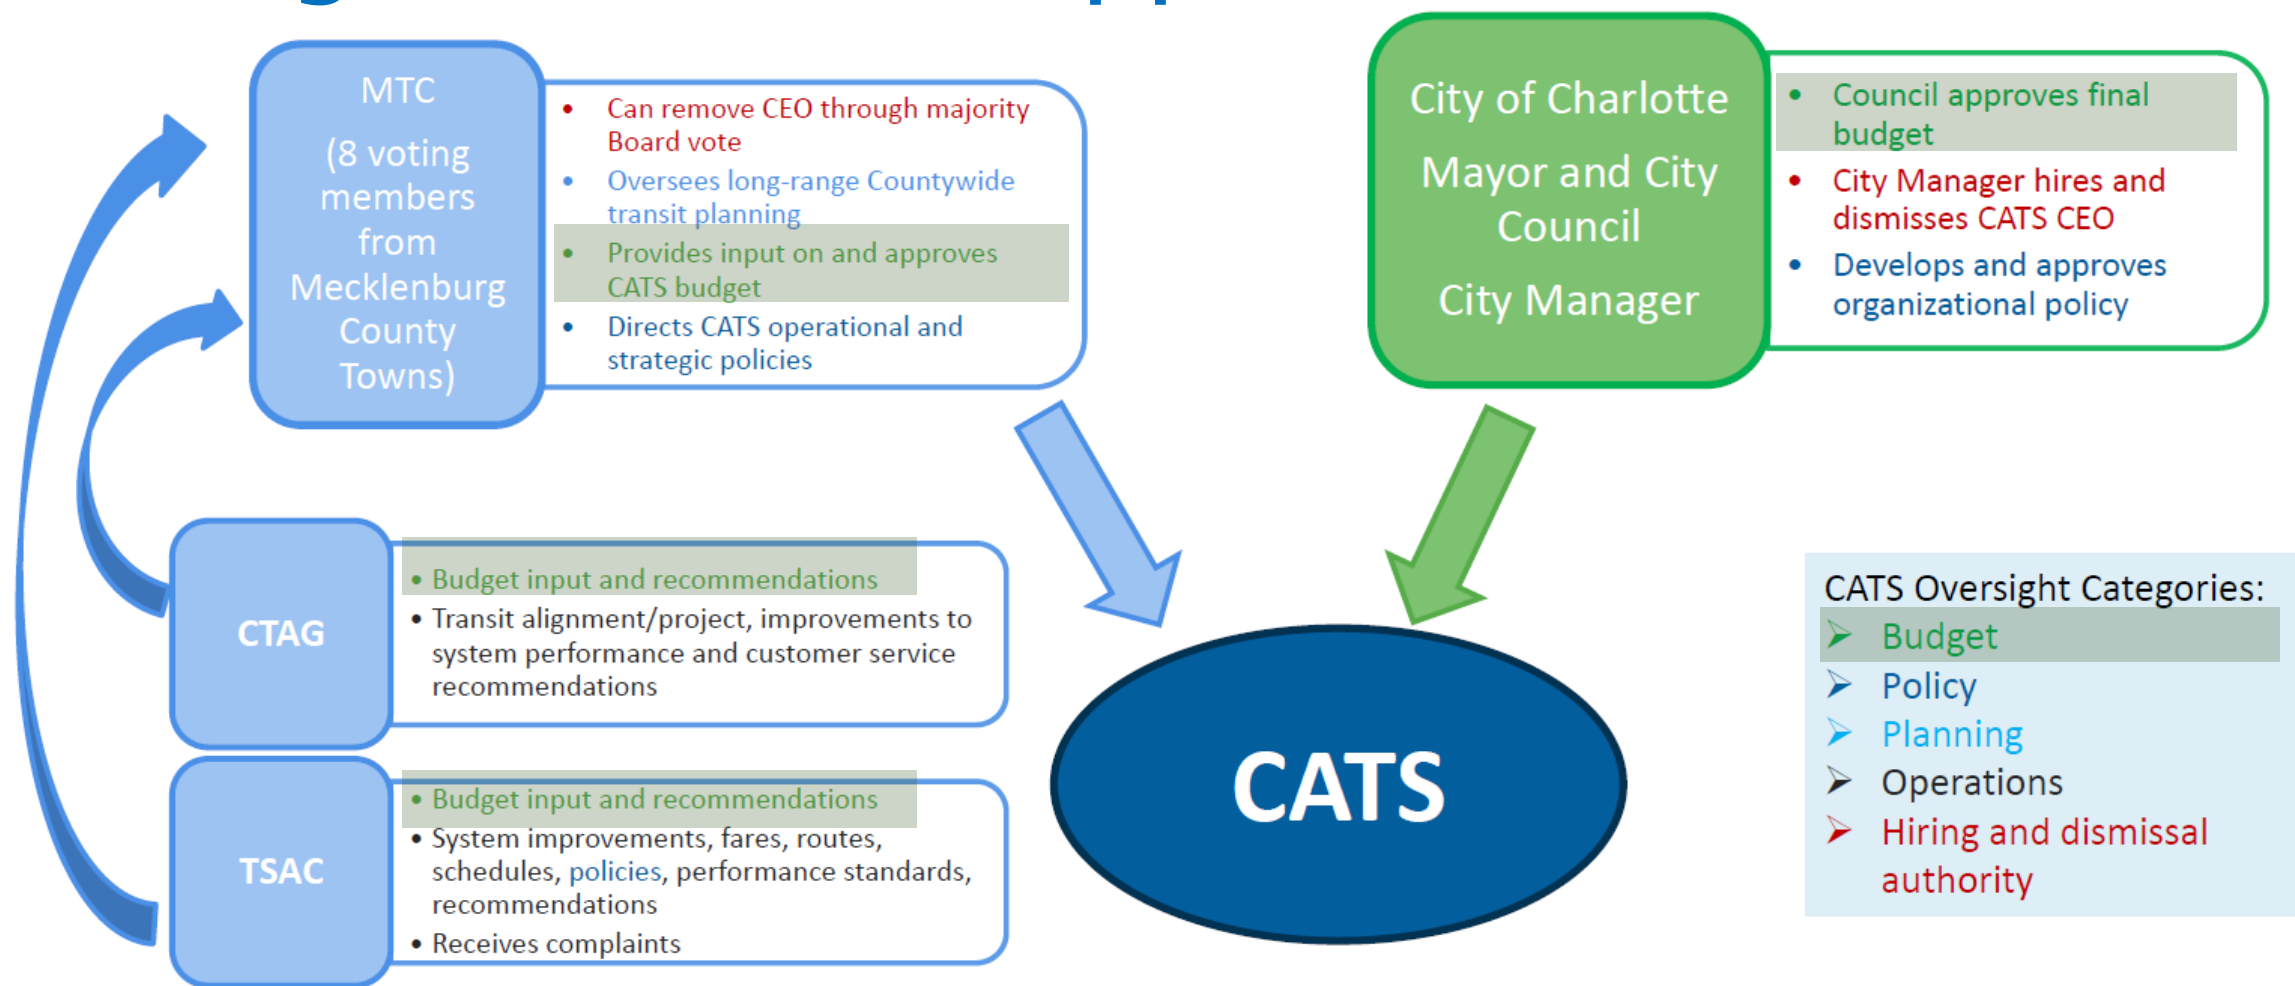 MTC
(8 voting
members
from
Mecklenburg
County
Towns)
• Can remove CEO through majority
Board vote
• Oversees long-range Countywide
transit planning
• Provides input on and approves
CATS budget
• Directs CATS operational and
strategic policies
City of Charlotte
Mayor and City
Council
City Manager
• Council approves final
budget
• City Manager hires and
dismisses CATS CEO
• Develops and approves
organizational policy
CTAG
• Budget input and recommendations
• Transit alignment/project, improvements to
system performance and customer service
recommendations
TSAC
• Budget input and recommendations
• System improvements, fares, routes,
schedules, policies, performance standards,
recommendations
• Receives complaints
CATS
CATS Oversight Categories:
➢ Budget
➢ Policy
➢ Planning
➢ Operations
➢ Hiring and dismissal
authority